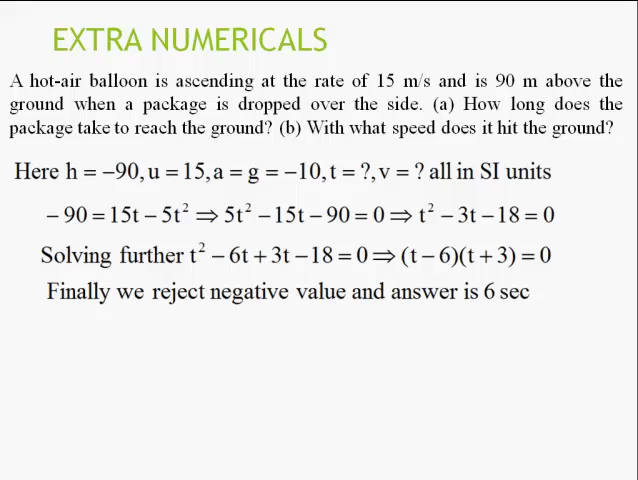 EXTRA NUMERICALS
A hot-air balloon is ascending at the rate of 15 m/s and is 90 m above the
ground when a package is dropped over the side. (a) How long does the
package take to reach the ground? (b) With what speed does it hit the ground?
Here h = −90, u = 15, a = g = −10, t = ?, v = ? all in SI units
− 90 = 15t − 5t² ⇒ 5t² − 15t − 90 = 0 ⇒ t² − 3t − 18 = 0
Solving further t² − 6t + 3t − 18 = 0 ⇒ (t − 6)(t + 3) = 0
Finally we reject negative value and answer is 6 sec